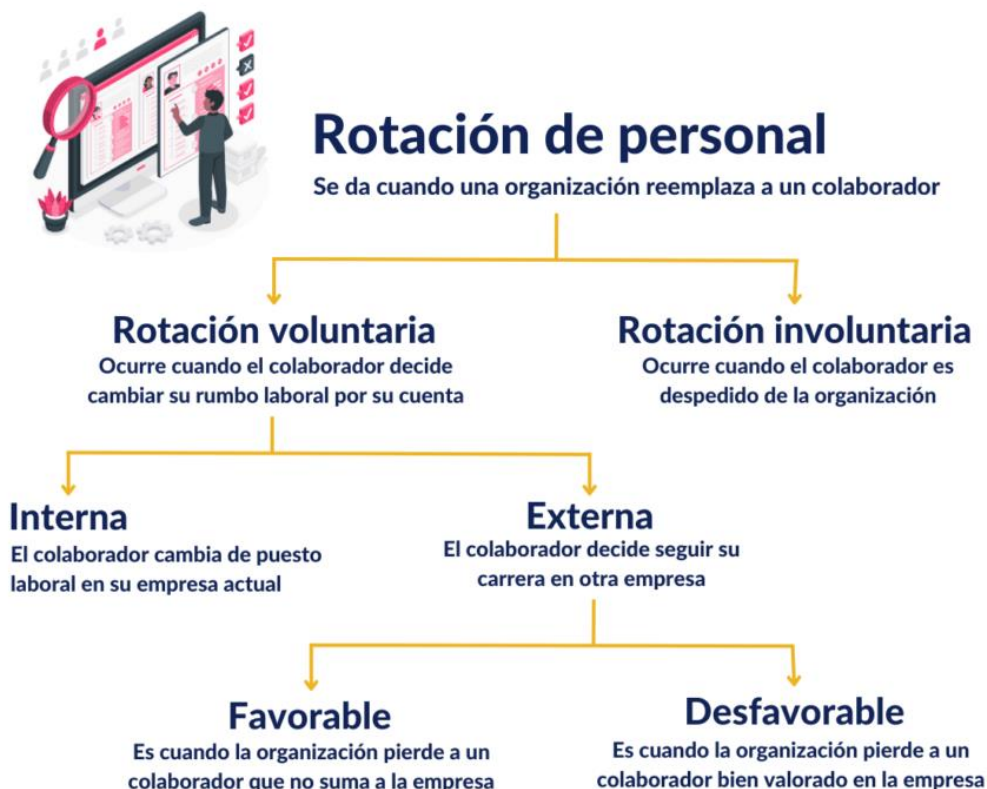 Rotación de personal
Se da cuando una organización reemplaza a un colaborador
Rotación voluntaria
Ocurre cuando el colaborador decide
cambiar su rumbo laboral por su cuenta
Rotación involuntaria
Ocurre cuando el colaborador es
despedido de la organización
Interna
El colaborador cambia de puesto
laboral en su empresa actual
Externa
El colaborador decide seguir su
carrera en otra empresa
Favorable
Es cuando la organización pierde a un
colaborador que no suma a la empresa
Desfavorable
Es cuando la organización pierde a un
colaborador bien valorado en la empresa